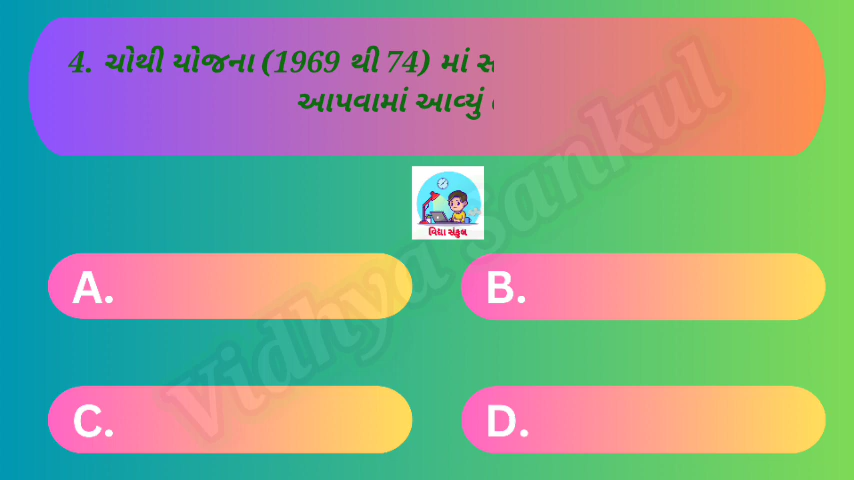 4. ચોથી યોજના (1969 થી 74) માં
આપવામાં આવ્યું
વિદ્યા સંકુલ
A.
B.
C.
D.
Vidhya Sankul